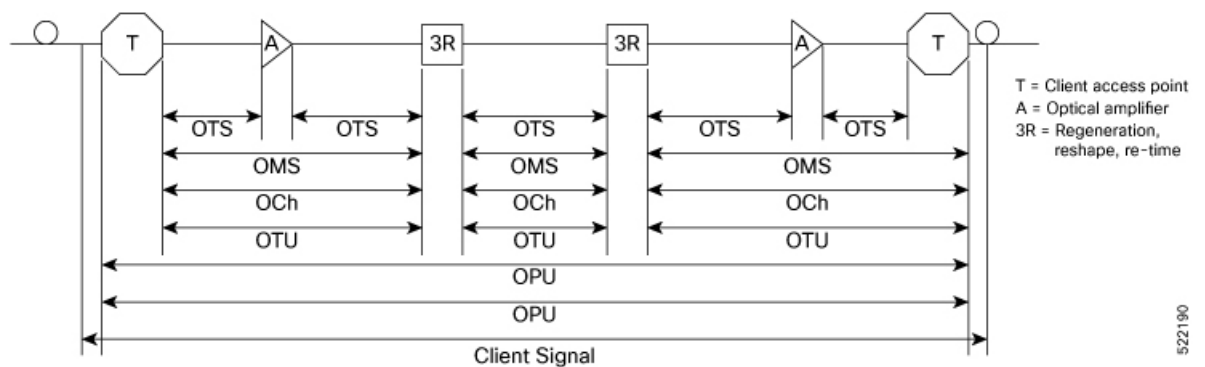 T A 3R 3R A T
T = Client access point
A = Optical amplifier
3R = Regeneration,
reshape, re-time
OTS OTS OTS OTS OTS
OMS OMS OMS
OCh OCh OCh
OTU OTU OTU
OPU
OPU
Client Signal
522190